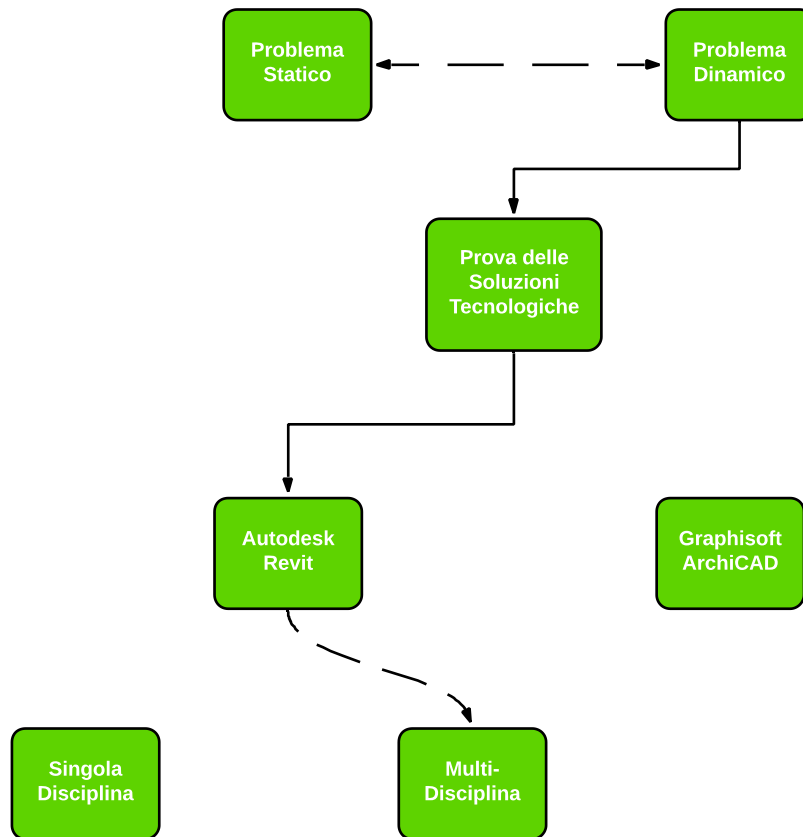 Problema
Statico
Problema
Dinamico
Prova delle
Soluzioni
Tecnologiche
Autodesk
Revit
Graphisoft
ArchiCAD
Singola
Disciplina
Multi-
Disciplina